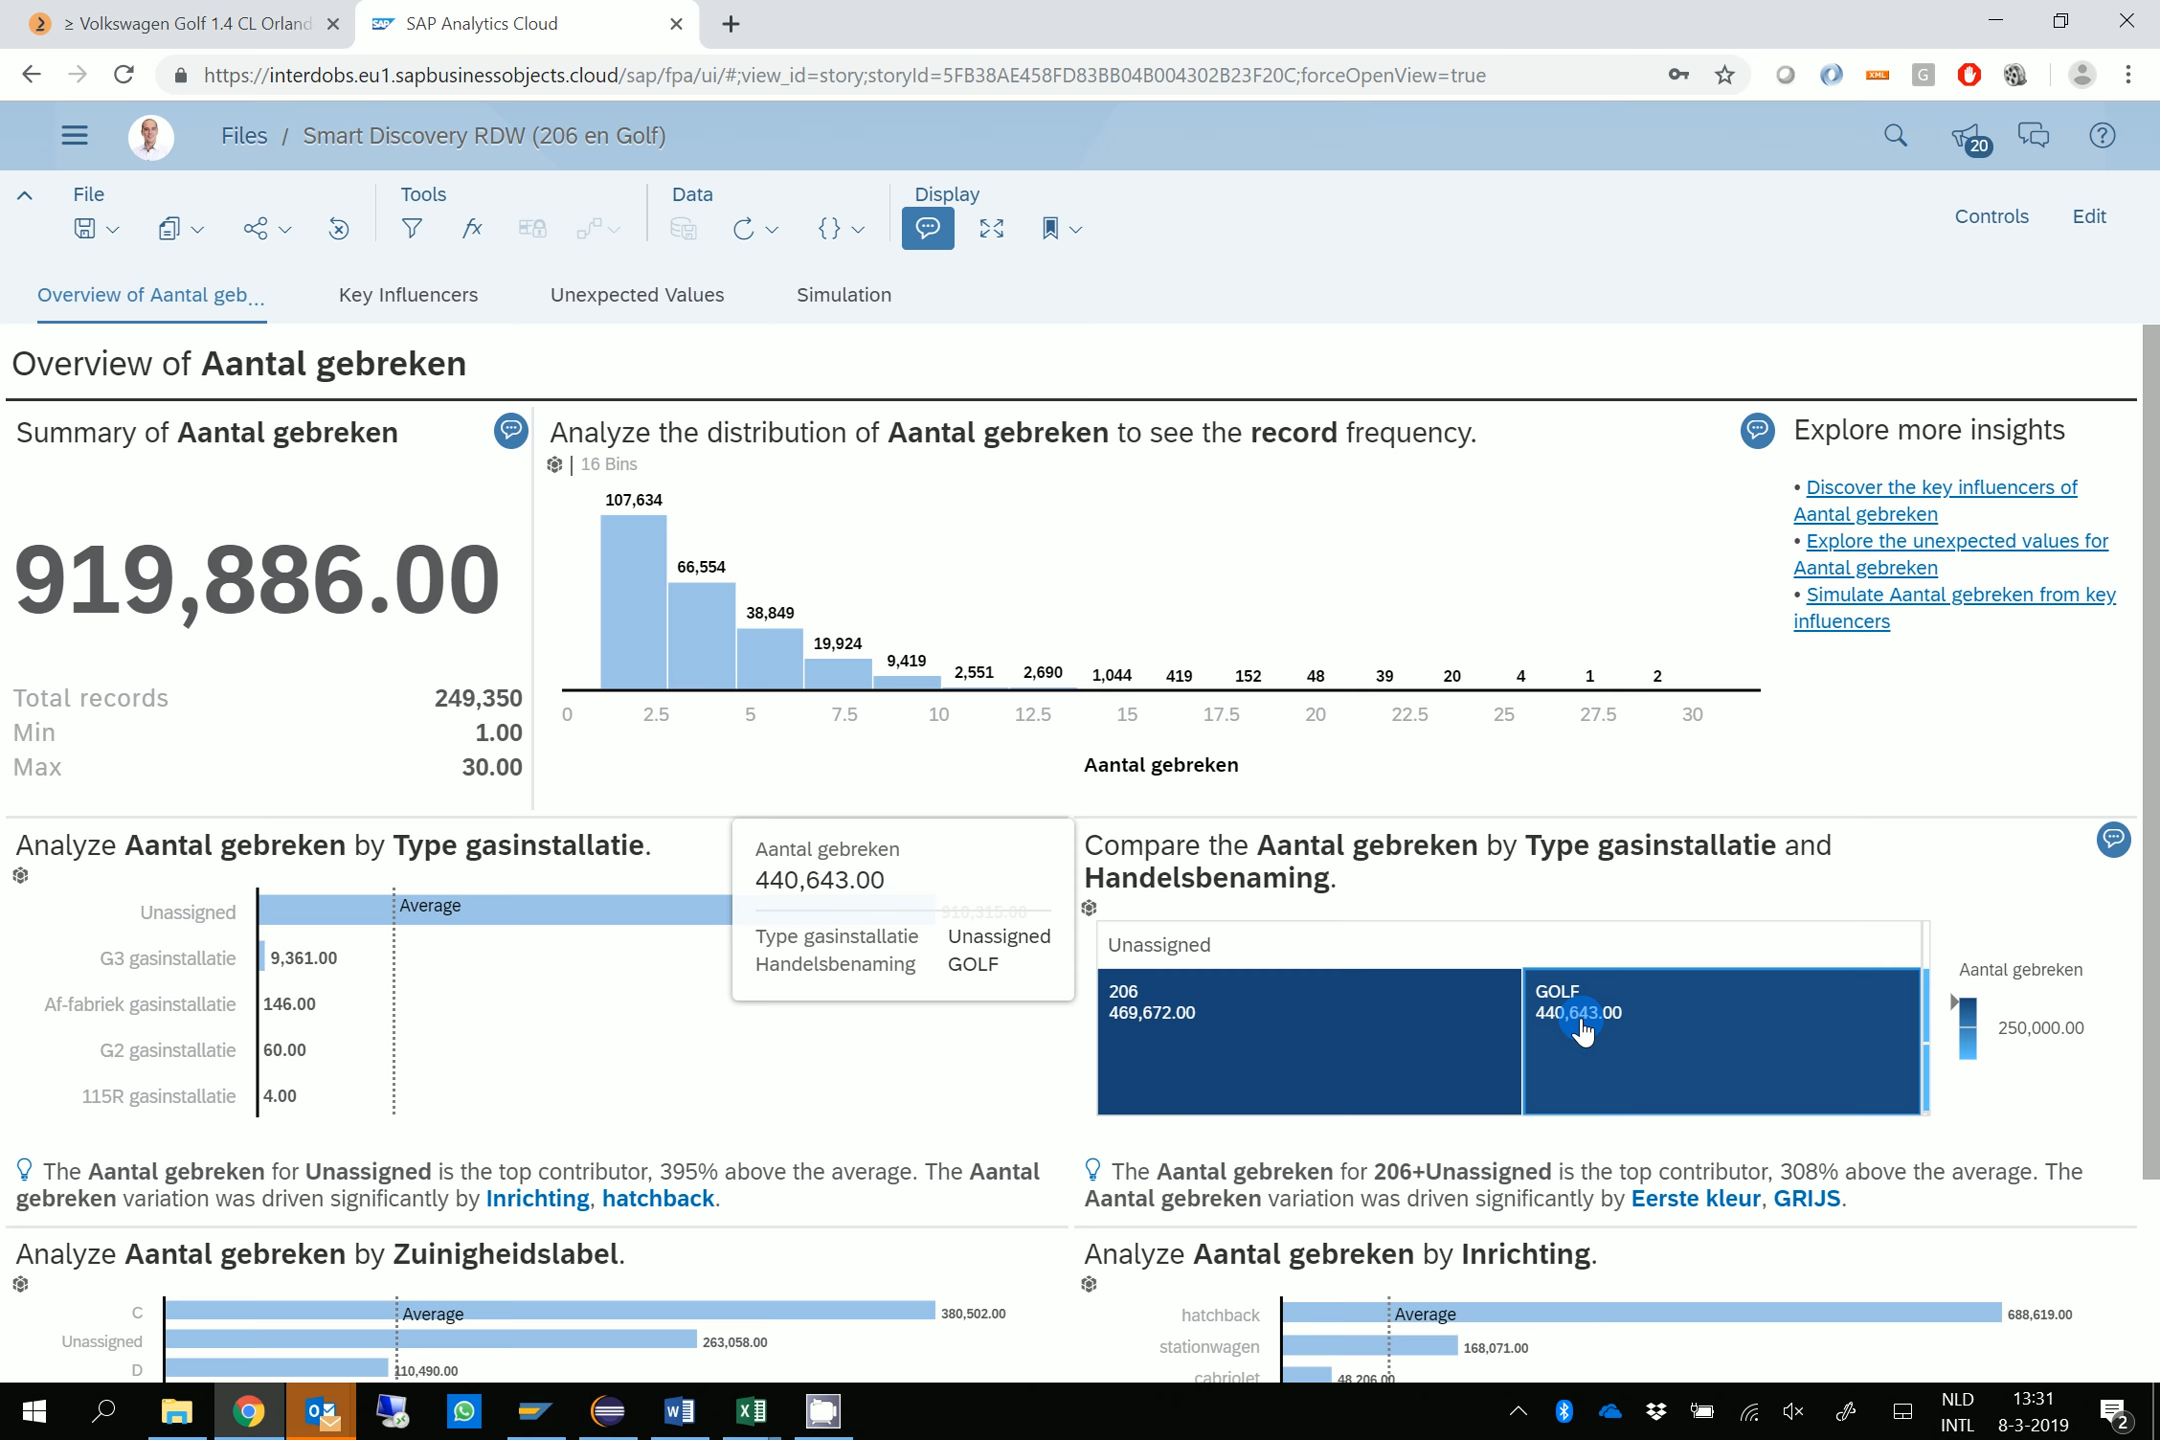 ≥ Volkswagen Golf 1.4 CL Orland
SAP SAP Analytics Cloud
https://interdobs.eu1.sapbusinessobjects.cloud/sap/fpa/ui/#;view_id=story;storyId=5FB38AE458FD83BB04B004302B23F20C;forceOpenView=true
XML
G
Files / Smart Discovery RDW (206 en Golf)
20
File
Tools
Data
Display
fx
{}
Controls
Edit
Overview of Aantal geb...
Key Influencers
Unexpected Values
Simulation
Overview of Aantal gebreken
Summary of Aantal gebreken
919,886.00
Total records 249,350
Min 1.00
Max 30.00
Analyze the distribution of Aantal gebreken to see the record frequency.
| 16 Bins
107,634
66,554
38,849
19,924
9,419
2,551
2,690
1,044
419
152
48
39
20
4
1
2
0 2.5 5 7.5 10 12.5 15 17.5 20 22.5 25 27.5 30
Aantal gebreken
Explore more insights
• Discover the key influencers of
Aantal gebreken
• Explore the unexpected values for
Aantal gebreken
• Simulate Aantal gebreken from key
influencers
Analyze Aantal gebreken by Type gasinstallatie.
Average
Unassigned 910,315.00
G3 gasinstallatie 9,361.00
Af-fabriek gasinstallatie 146.00
G2 gasinstallatie 60.00
115R gasinstallatie 4.00
Aantal gebreken
440,643.00
Type gasinstallatie Unassigned
Handelsbenaming GOLF
The Aantal gebreken for Unassigned is the top contributor, 395% above the average. The Aantal
gebreken variation was driven significantly by Inrichting, hatchback.
Compare the Aantal gebreken by Type gasinstallatie and
Handelsbenaming.
Unassigned
206
469,672.00
GOLF
440,643.00
Aantal gebreken
250,000.00
The Aantal gebreken for 206+Unassigned is the top contributor, 308% above the average. The
Aantal gebreken variation was driven significantly by Eerste kleur, GRIJS.
Analyze Aantal gebreken by Zuinigheidslabel.
Average
C 380,502.00
Unassigned 263,058.00
D 110,490.00
Analyze Aantal gebreken by Inrichting.
Average
hatchback 688,619.00
stationwagen 168,071.00
cabriolet 48,206.00
NLD
INTL
13:31
8-3-2019
2